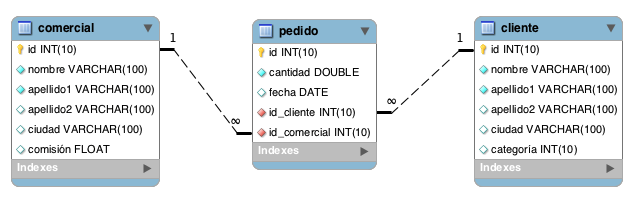 comercial
id INT(10)
nombre VARCHAR(100)
apellido1 VARCHAR(100)
apellido2 VARCHAR(100)
ciudad VARCHAR(100)
comisión FLOAT
Indexes
1
∞
pedido
id INT(10)
cantidad DOUBLE
fecha DATE
id_cliente INT(10)
id_comercial INT(10)
Indexes
∞
1
cliente
id INT(10)
nombre VARCHAR(100)
apellido1 VARCHAR(100)
apellido2 VARCHAR(100)
ciudad VARCHAR(100)
categoría INT(10)
Indexes